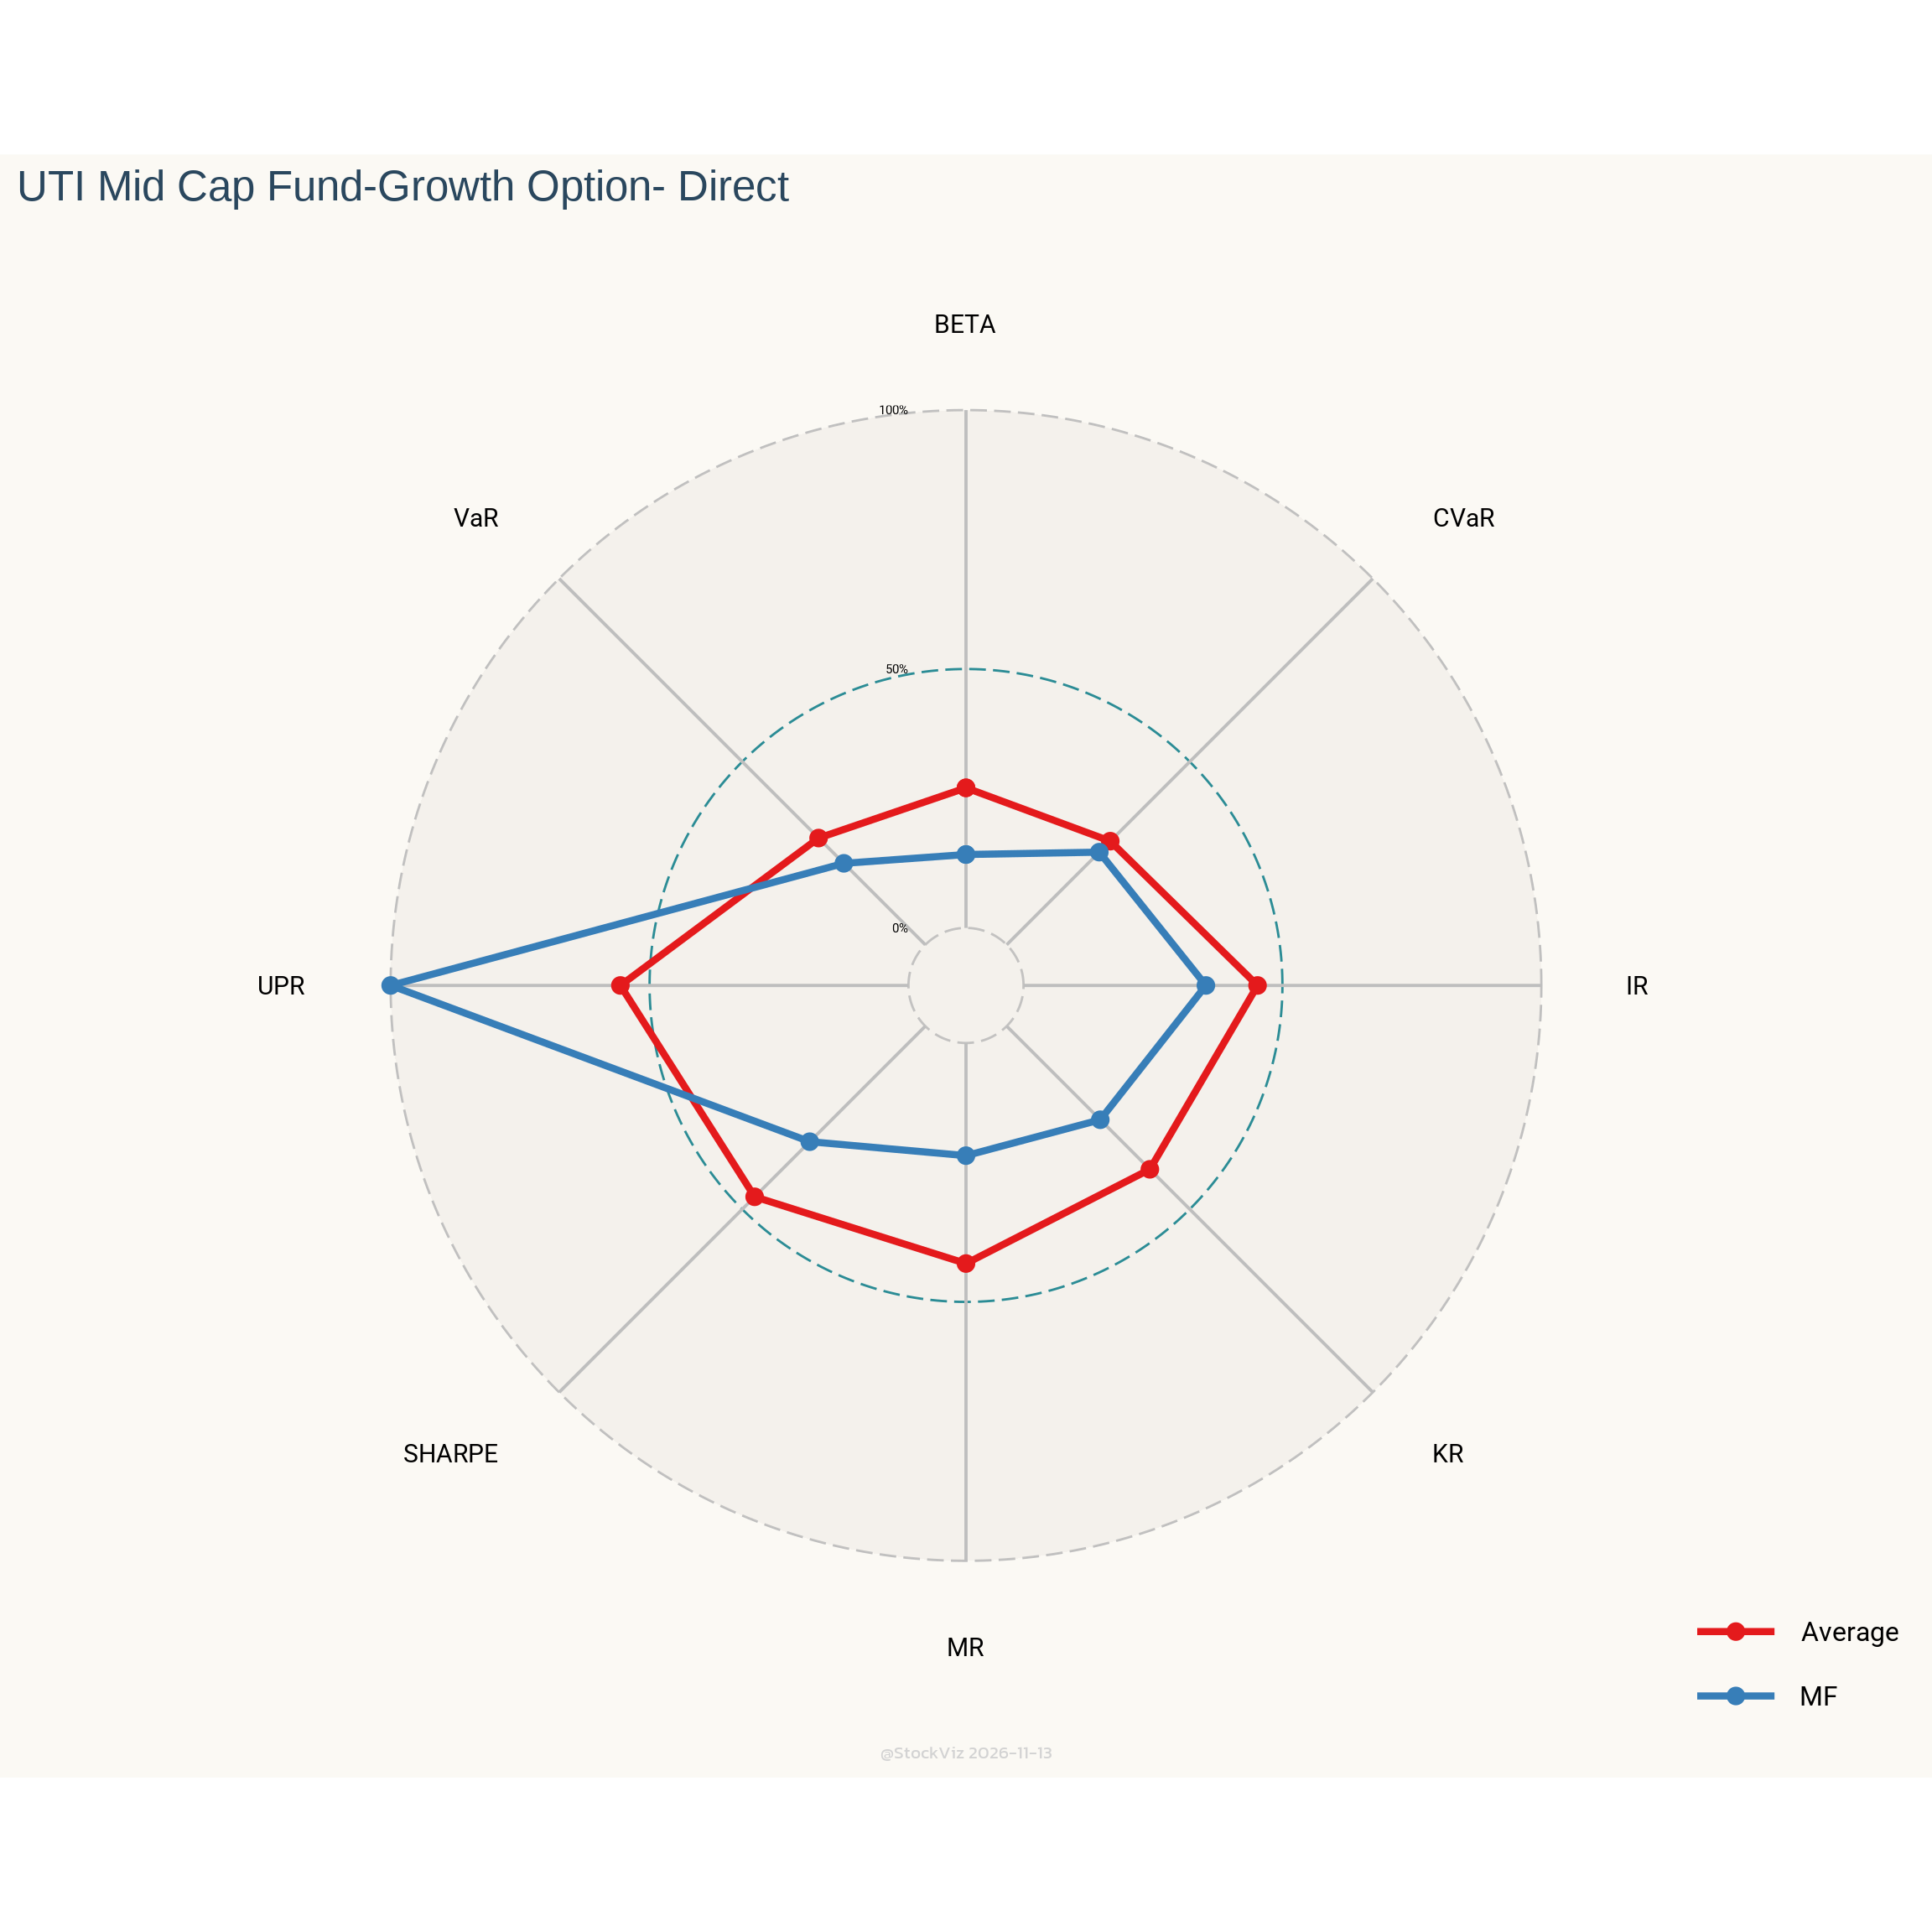 UTI Mid Cap Fund-Growth Option- Direct
BETA
100%
VaR
CVaR
50%
0%
UPR
IR
SHARPE
KR
MR
Average
MF
@StockViz 2026-11-13